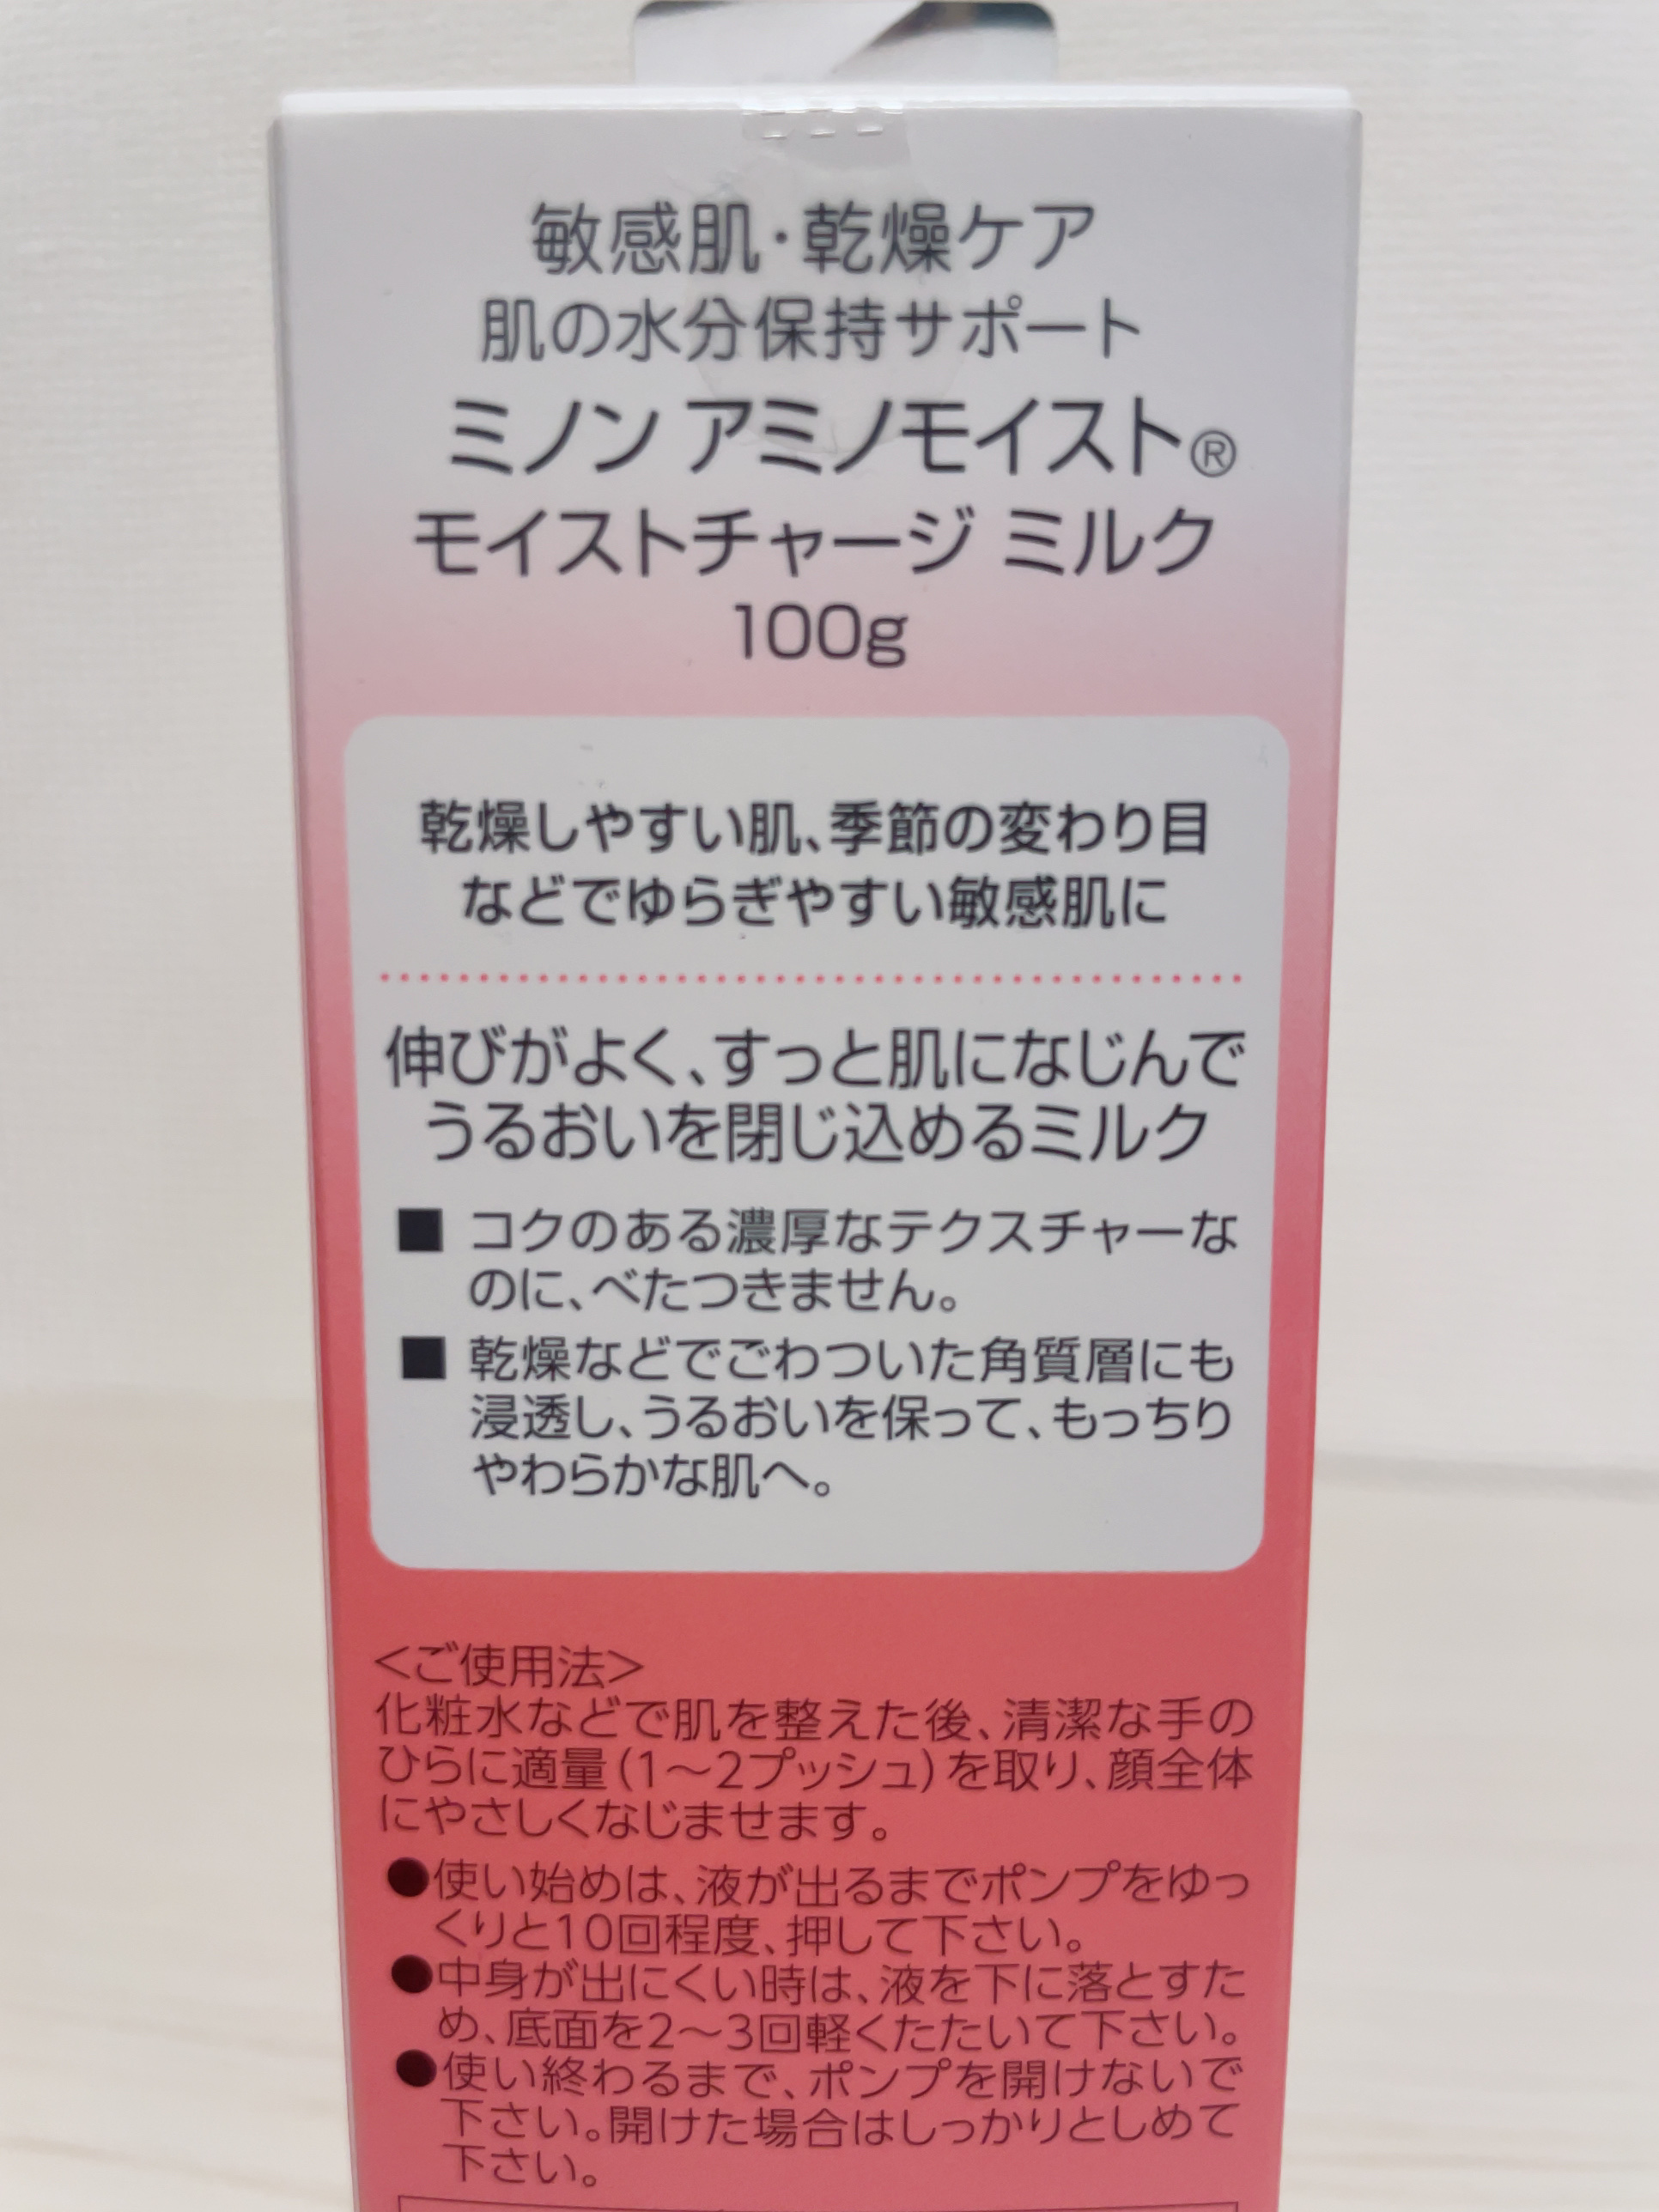 敏感肌・乾燥ケア
肌の水分保持サポート
ミノン アミノモイスト®
モイストチャージ ミルク
100g
乾燥しやすい肌、季節の変わり目
などでゆらぎやすい敏感肌に
伸びがよく、すっと肌になじんで
うるおいを閉じ込めるミルク
■ コクのある濃厚なテクスチャーな
のに、べたつきません。
■ 乾燥などでごわついた角質層にも
浸透し、うるおいを保って、もっちり
やわらかな肌へ。
＜ご使用法＞
化粧水などで肌を整えた後、清潔な手の
ひらに適量（1～2プッシュ）を取り、顔全体
にやさしくなじませます。
●使い始めは、液が出るまでポンプをゆっ
くりと10回程度、押して下さい。
●中身が出にくい時は、液を下に落とすた
め、底面を2～3回軽くたたいて下さい。
●使い終わるまで、ポンプを開けないで
下さい。開けた場合はしっかりとしめて
下さい。